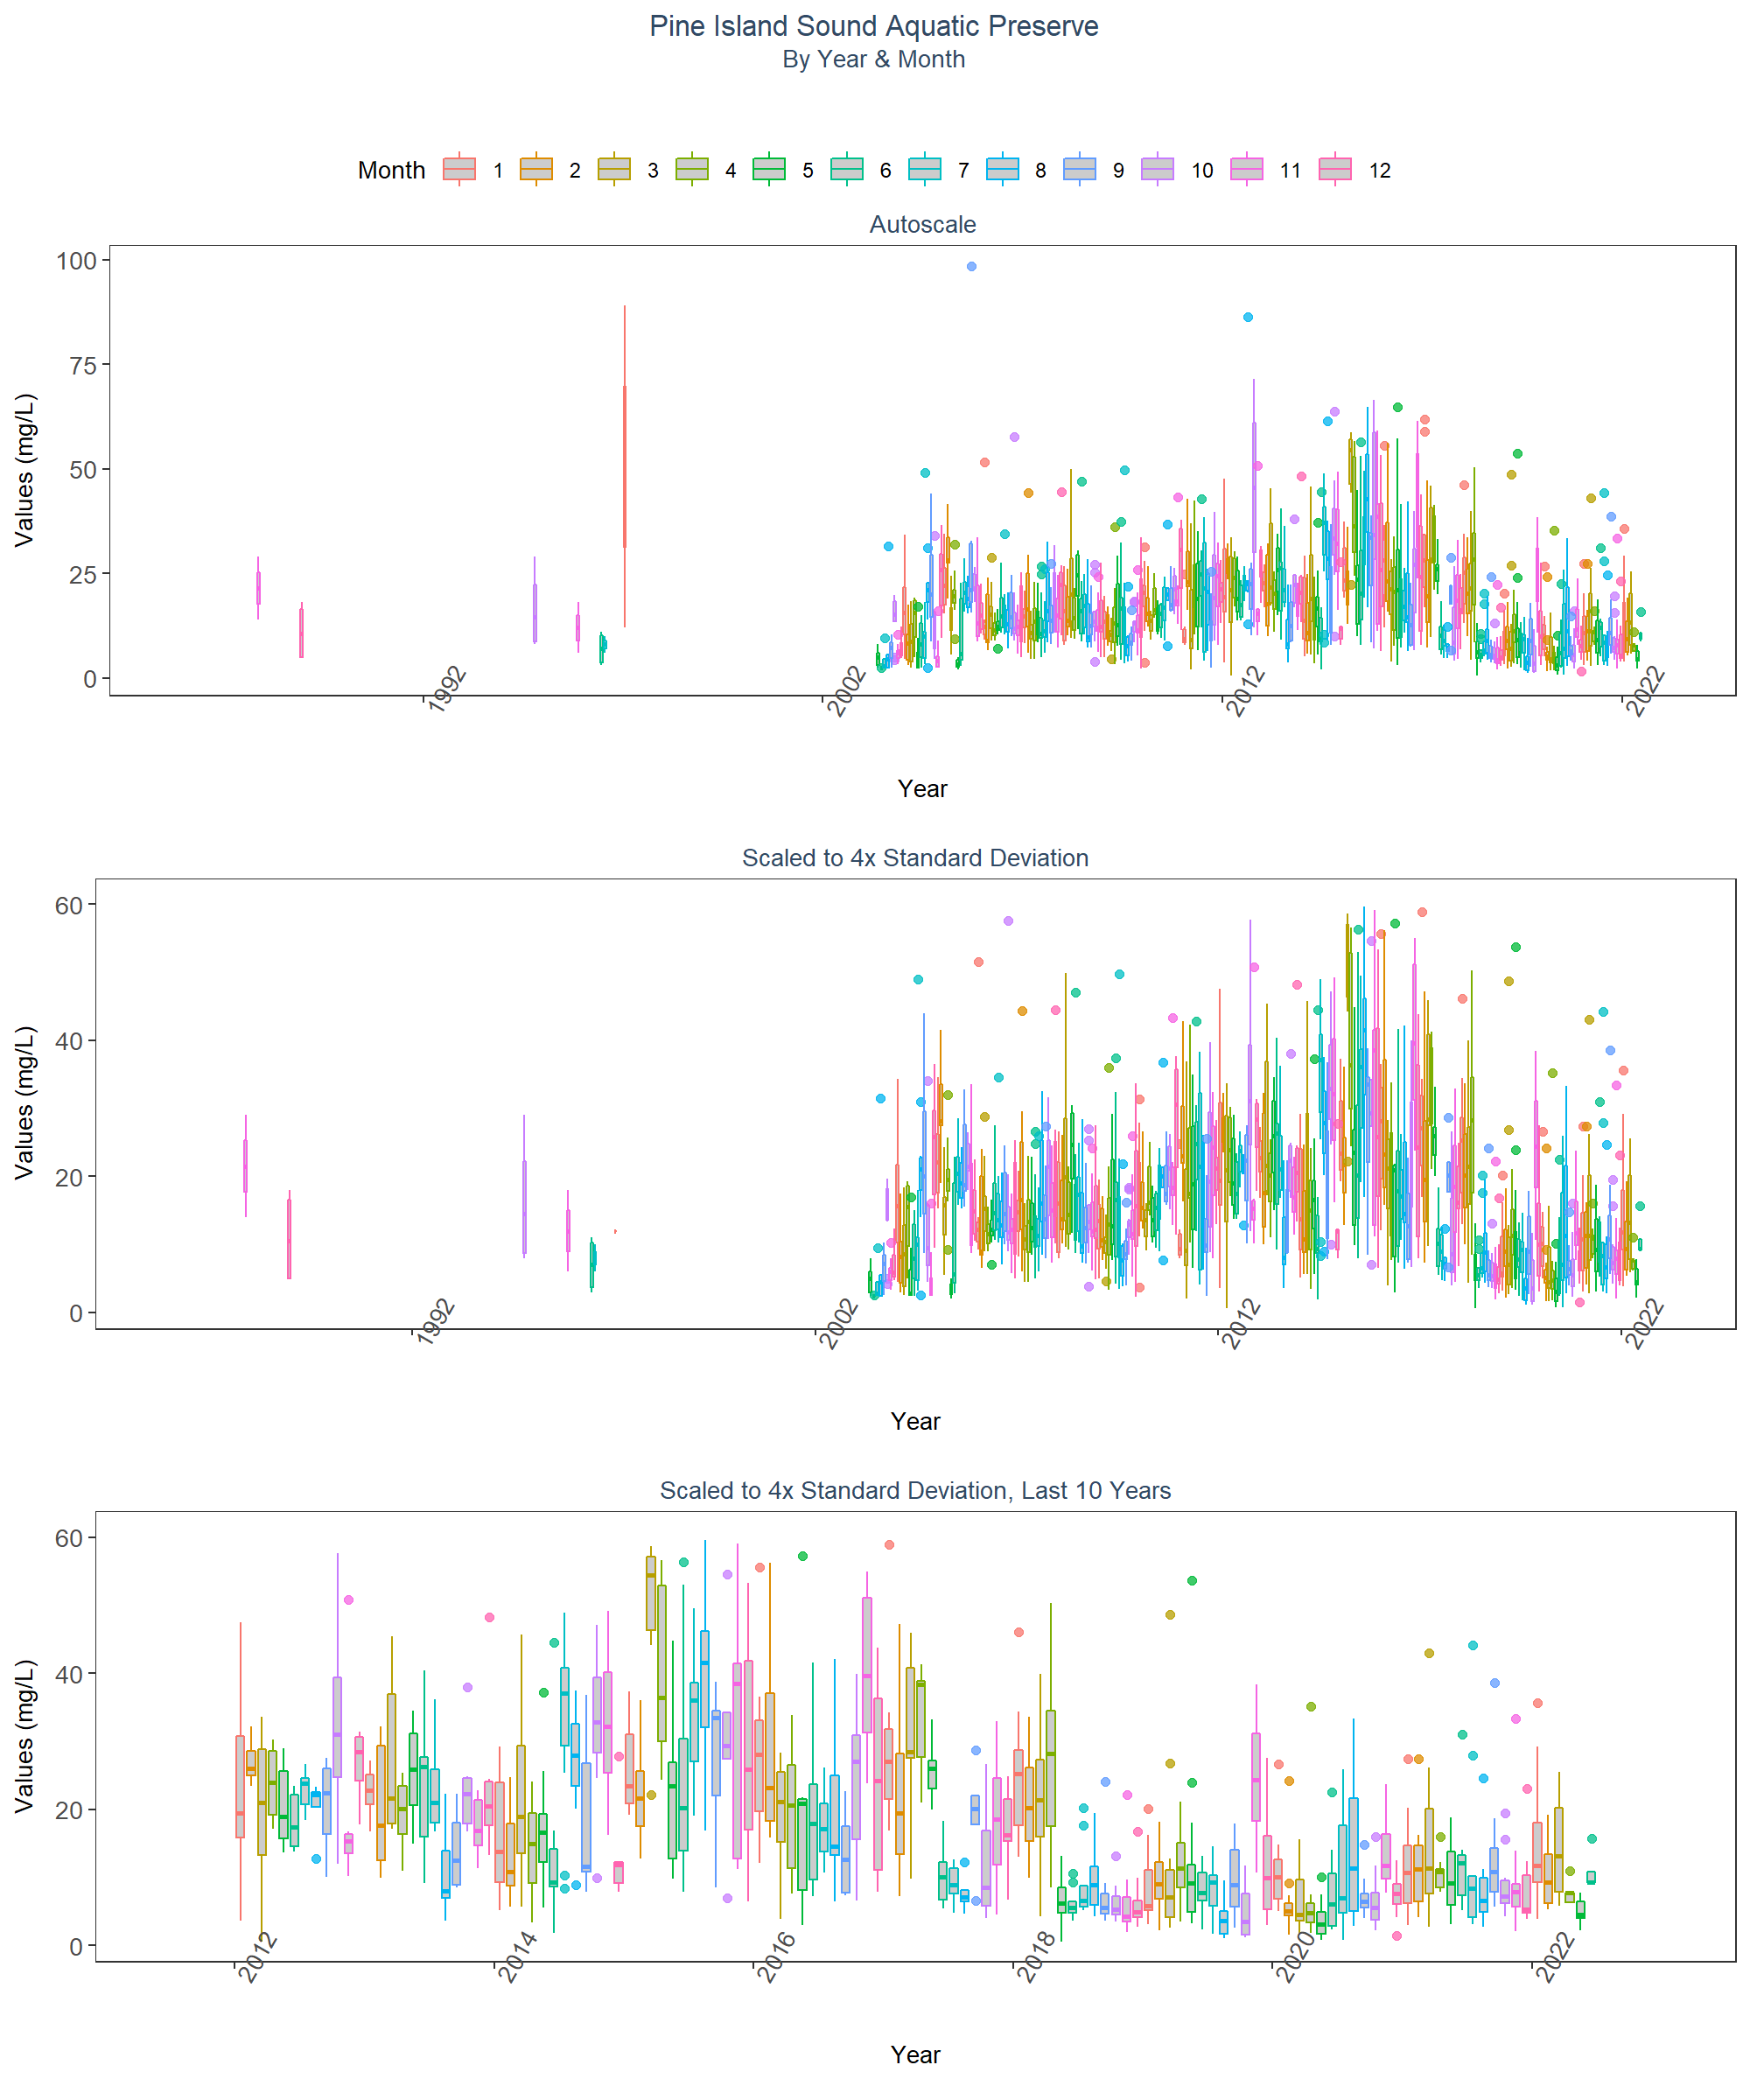 Pine Island Sound Aquatic Preserve
By Year & Month
Month 1 2 3 4 5 6 7 8 9 10 11 12
Autoscale
100
75
50
25
0
Values (mg/L)
1992 2002 2012 2022
Year
Scaled to 4x Standard Deviation
60
40
20
0
Values (mg/L)
1992 2002 2012 2022
Year
Scaled to 4x Standard Deviation, Last 10 Years
60
40
20
0
Values (mg/L)
2012 2014 2016 2018 2020 2022
Year